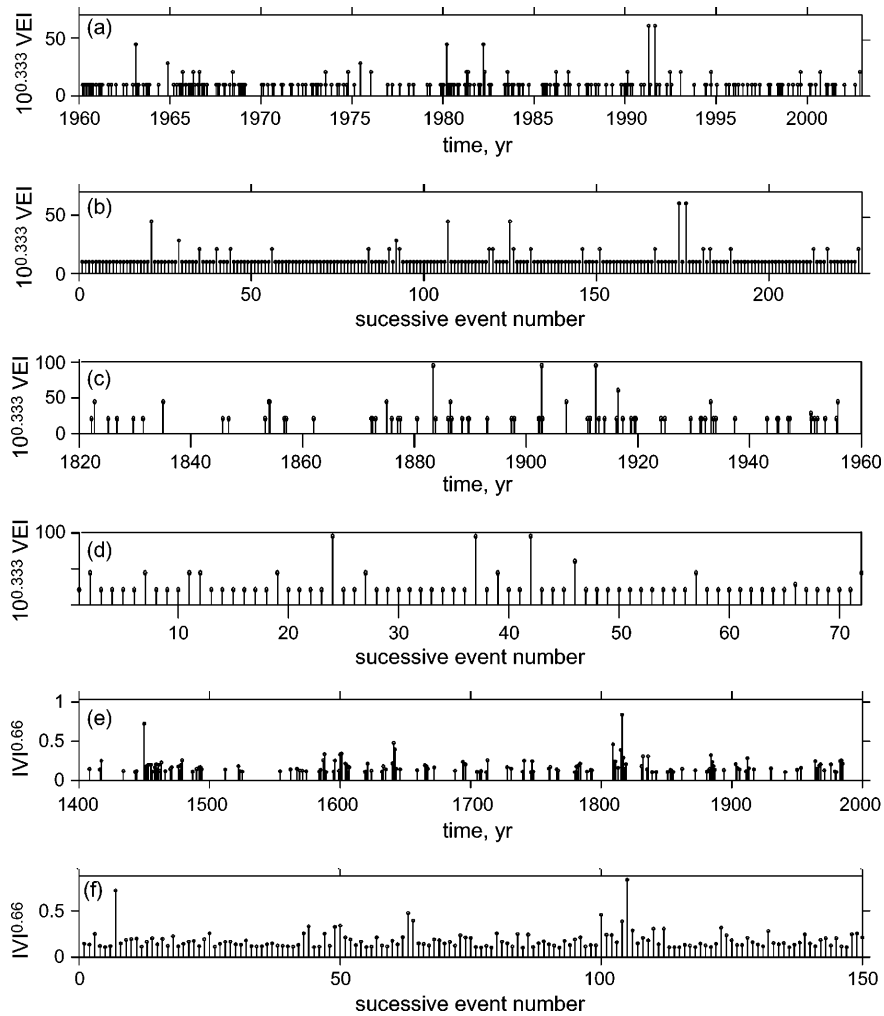 (a)
10^0.333 VEI
50
0
1960 1965 1970 1975 1980 1985 1990 1995 2000
time, yr
(b)
10^0.333 VEI
50
0
0 50 100 150 200
sucessive event number
(c)
10^0.333 VEI
100
50
0
1820 1840 1860 1880 1900 1920 1940 1960
time, yr
(d)
10^0.333 VEI
100
10 20 30 40 50 60 70
sucessive event number
(e)
IVI^0.66
1
0.5
0
1400 1500 1600 1700 1800 1900 2000
time, yr
(f)
IVI^0.66
0.5
0
0 50 100 150
sucessive event number